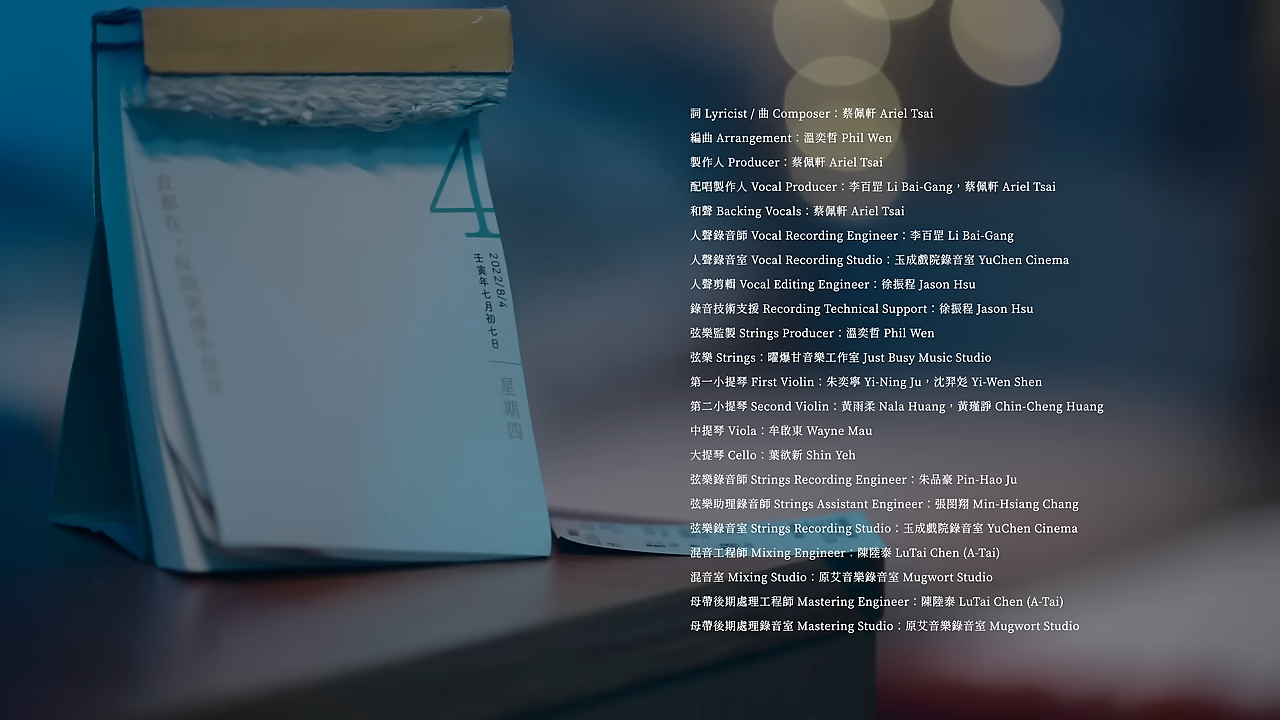 4
2022/8/4
壬寅年七月初七日
星期四
詞 Lyricist / 曲 Composer：蔡佩軒 Ariel Tsai
編曲 Arrangement：溫奕哲 Phil Wen
製作人 Producer：蔡佩軒 Ariel Tsai
配唱製作人 Vocal Producer：李百罡 Li Bai-Gang，蔡佩軒 Ariel Tsai
和聲 Backing Vocals：蔡佩軒 Ariel Tsai
人聲錄音師 Vocal Recording Engineer：李百罡 Li Bai-Gang
人聲錄音室 Vocal Recording Studio：玉成戲院錄音室 YuChen Cinema
人聲剪輯 Vocal Editing Engineer：徐振程 Jason Hsu
錄音技術支援 Recording Technical Support：徐振程 Jason Hsu
弦樂監製 Strings Producer：溫奕哲 Phil Wen
弦樂 Strings：曜爆甘音樂工作室 Just Busy Music Studio
第一小提琴 First Violin：朱奕寧 Yi-Ning Ju，沈羿彣 Yi-Wen Shen
第二小提琴 Second Violin：黃雨柔 Nala Huang，黃瑾諍 Chin-Cheng Huang
中提琴 Viola：牟啟東 Wayne Mau
大提琴 Cello：葉欲新 Shin Yeh
弦樂錄音師 Strings Recording Engineer：朱品豪 Pin-Hao Ju
弦樂助理錄音師 Strings Assistant Engineer：張閔翔 Min-Hsiang Chang
弦樂錄音室 Strings Recording Studio：玉成戲院錄音室 YuChen Cinema
混音工程師 Mixing Engineer：陳陸泰 LuTai Chen (A-Tai)
混音室 Mixing Studio：原艾音樂錄音室 Mugwort Studio
母帶後期處理工程師 Mastering Engineer：陳陸泰 LuTai Chen (A-Tai)
母帶後期處理錄音室 Mastering Studio：原艾音樂錄音室 Mugwort Studio